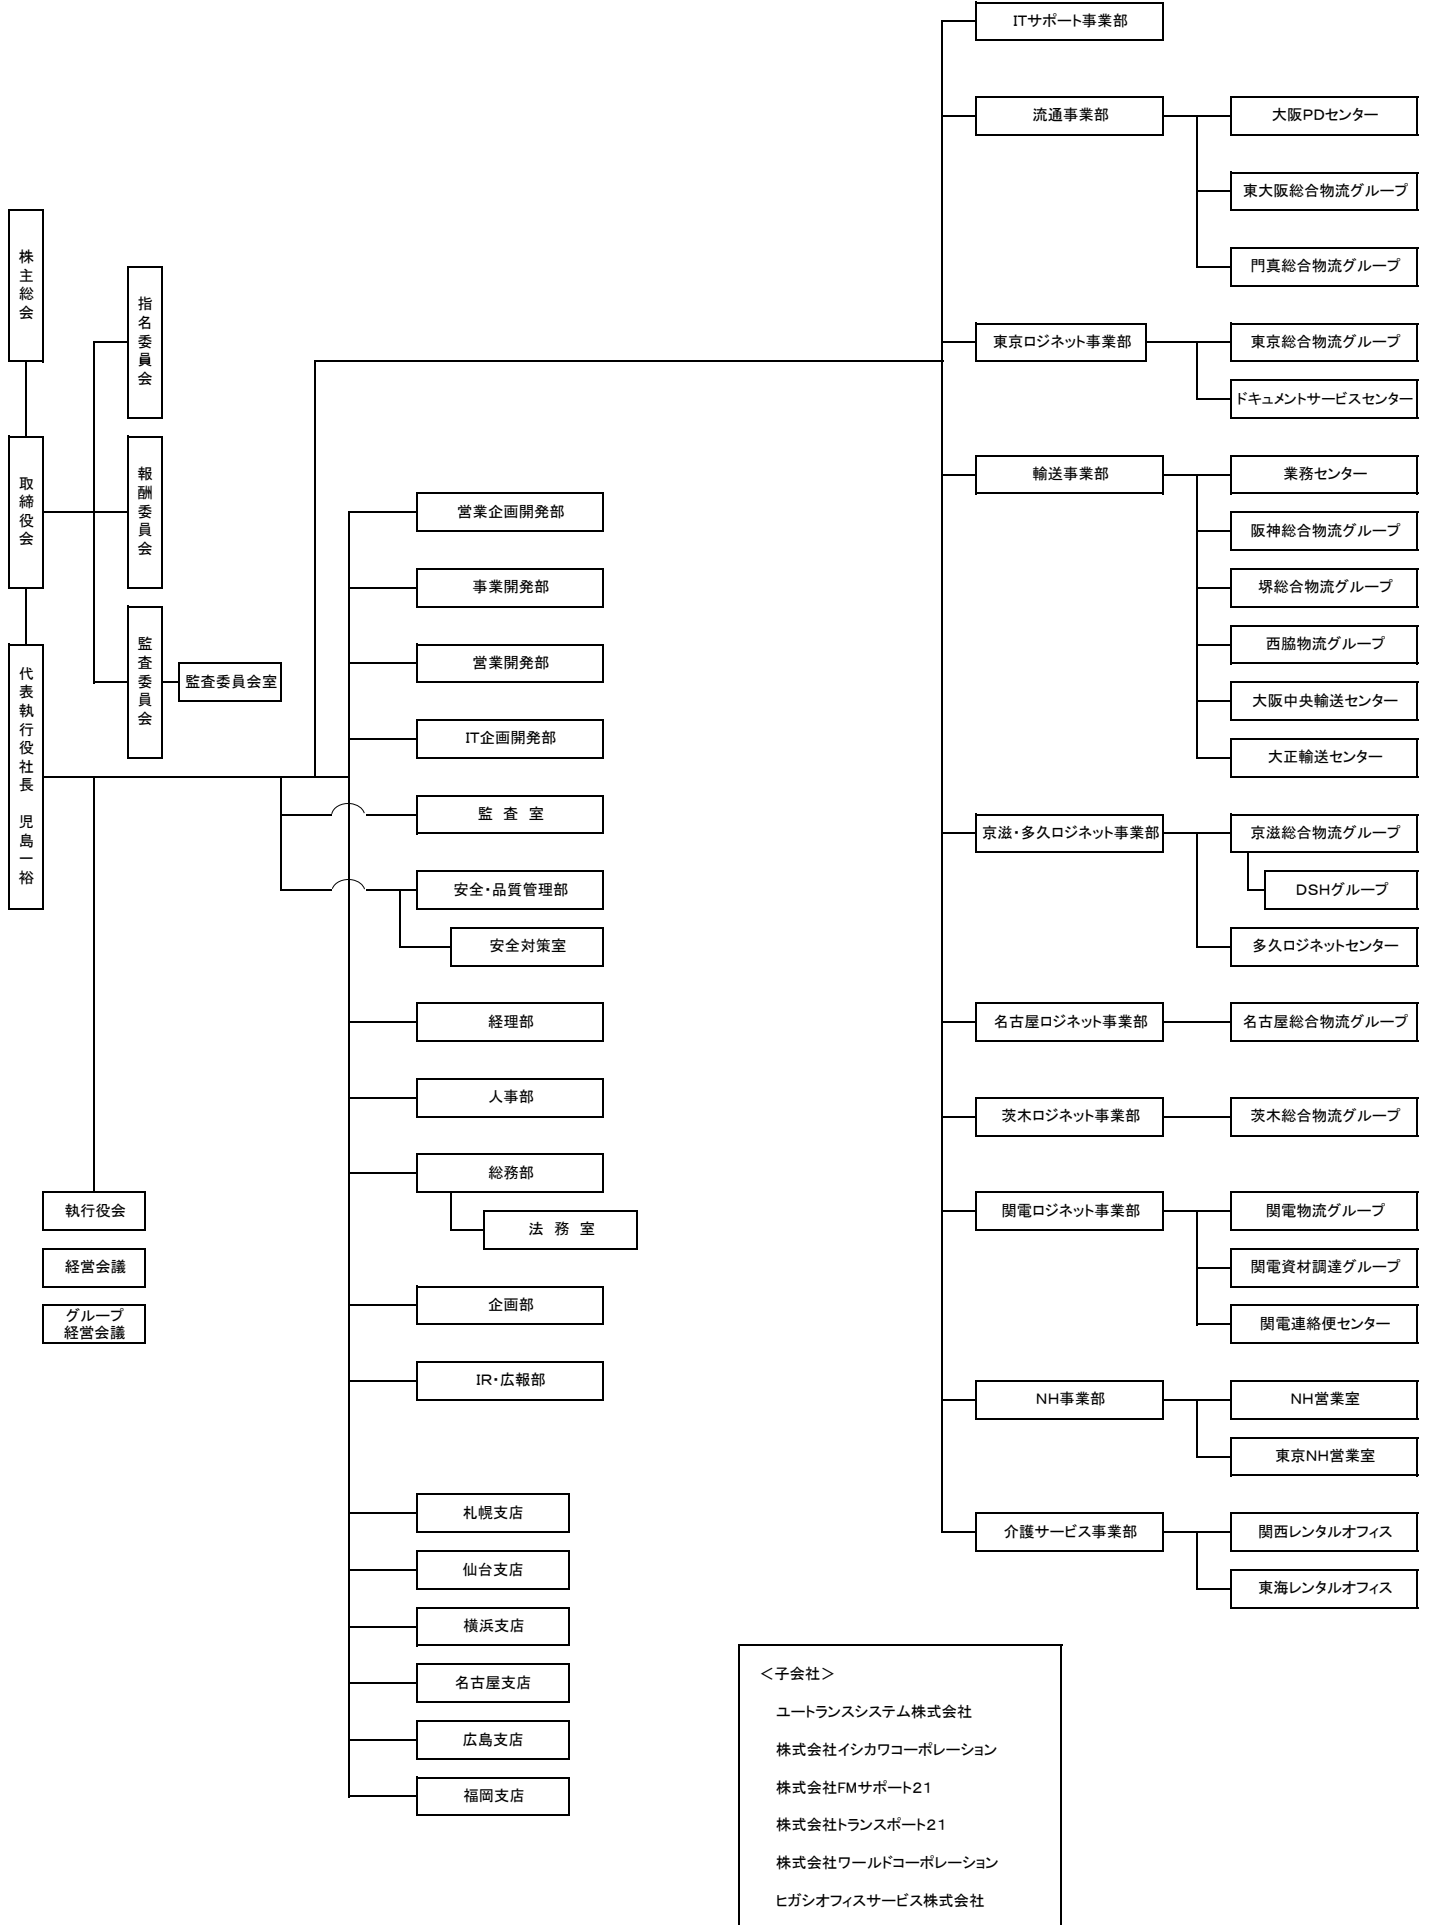 株主総会
取締役会
代表執行役社長　児島一裕
指名委員会
報酬委員会
監査委員会
監査委員会室
執行役会
経営会議
グループ
経営会議
営業企画開発部
事業開発部
営業開発部
IT企画開発部
監　査　室
安全・品質管理部
安全対策室
経理部
人事部
総務部
法　務　室
企画部
IR・広報部
札幌支店
仙台支店
横浜支店
名古屋支店
広島支店
福岡支店
ITサポート事業部
流通事業部
大阪PDセンター
東大阪総合物流グループ
門真総合物流グループ
東京ロジネット事業部
東京総合物流グループ
ドキュメントサービスセンター
輸送事業部
業務センター
阪神総合物流グループ
堺総合物流グループ
西脇物流グループ
大阪中央輸送センター
大正輸送センター
京滋・多久ロジネット事業部
京滋総合物流グループ
DSHグループ
多久ロジネットセンター
名古屋ロジネット事業部
名古屋総合物流グループ
茨木ロジネット事業部
茨木総合物流グループ
関電ロジネット事業部
関電物流グループ
関電資材調達グループ
関電連絡便センター
NH事業部
NH営業室
東京NH営業室
介護サービス事業部
関西レンタルオフィス
東海レンタルオフィス
＜子会社＞
ユートランスシステム株式会社
株式会社イシカワコーポレーション
株式会社FMサポート21
株式会社トランスポート21
株式会社ワールドコーポレーション
ヒガシオフィスサービス株式会社